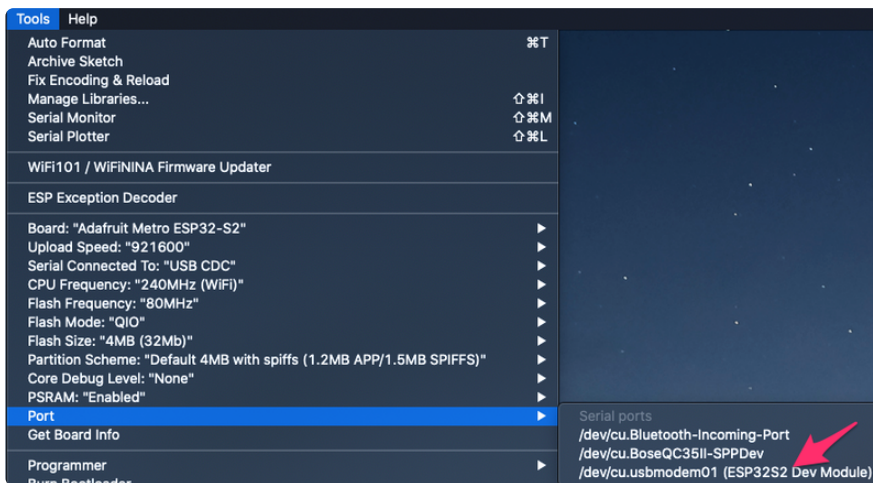 Tools Help
Auto Format ⌘T
Archive Sketch
Fix Encoding & Reload
Manage Libraries... ⇧⌘I
Serial Monitor ⇧⌘M
Serial Plotter ⇧⌘L
WiFi101 / WiFiNINA Firmware Updater
ESP Exception Decoder
Board: "Adafruit Metro ESP32-S2"
Upload Speed: "921600"
Serial Connected To: "USB CDC"
CPU Frequency: "240MHz (WiFi)"
Flash Frequency: "80MHz"
Flash Mode: "QIO"
Flash Size: "4MB (32Mb)"
Partition Scheme: "Default 4MB with spiffs (1.2MB APP/1.5MB SPIFFS)"
Core Debug Level: "None"
PSRAM: "Enabled"
Port
Get Board Info
Programmer
Burn Bootloader
Serial ports
/dev/cu.Bluetooth-Incoming-Port
/dev/cu.BoseQC35II-SPPDev
/dev/cu.usbmodem01 (ESP32S2 Dev Module)